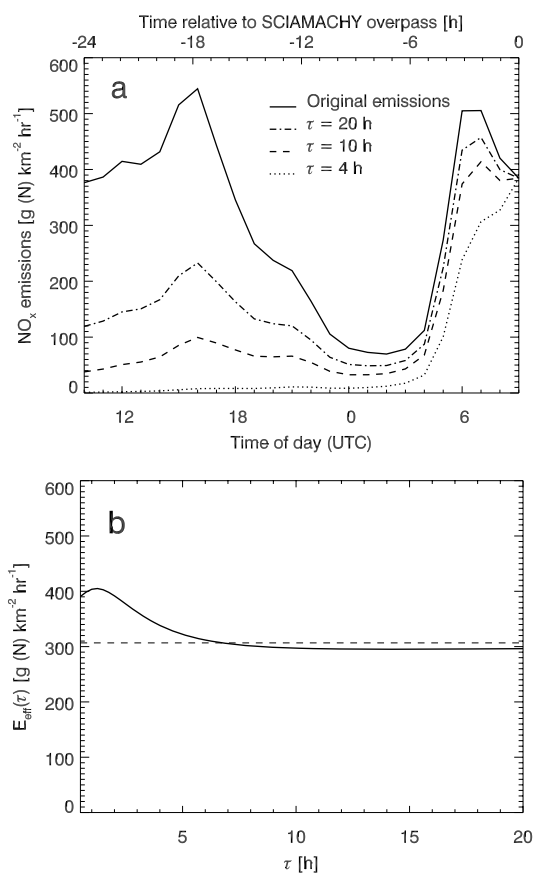 Time relative to SCIAMACHY overpass [h]
-24 -18 -12 -6 0
a
600
500
400
300
200
100
0
NOx emissions [g (N) km-2 hr-1]
Original emissions
τ = 20 h
τ = 10 h
τ = 4 h
12 18 0 6
Time of day (UTC)
b
600
500
400
300
200
100
0
Eeff(τ) [g (N) km-2 hr-1]
5 10 15 20
τ [h]